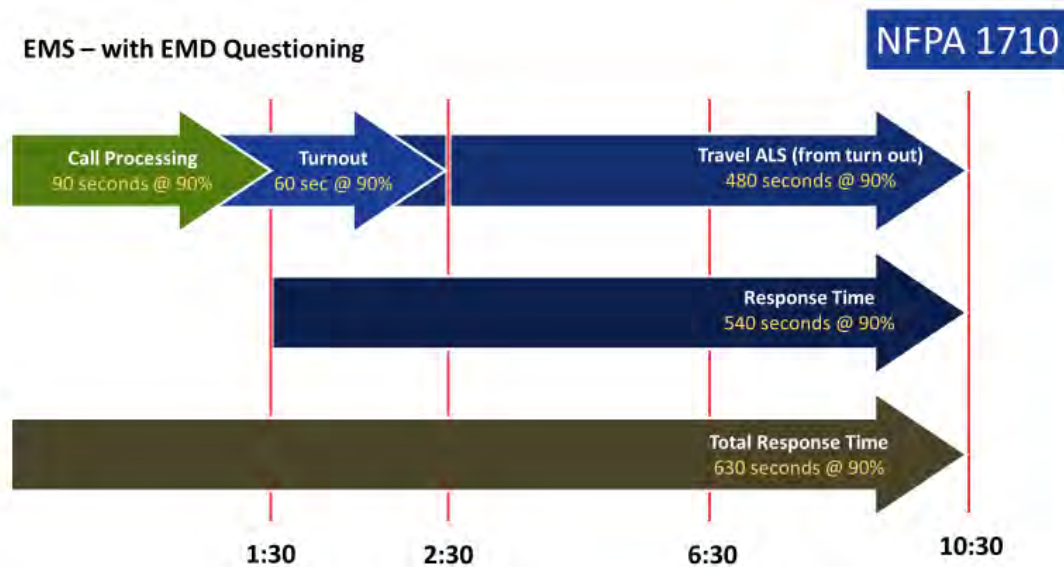 EMS – with EMD Questioning
NFPA 1710
Call Processing
90 seconds @ 90%
Turnout
60 sec @ 90%
Travel ALS (from turn out)
480 seconds @ 90%
Response Time
540 seconds @ 90%
Total Response Time
630 seconds @ 90%
1:30
2:30
6:30
10:30